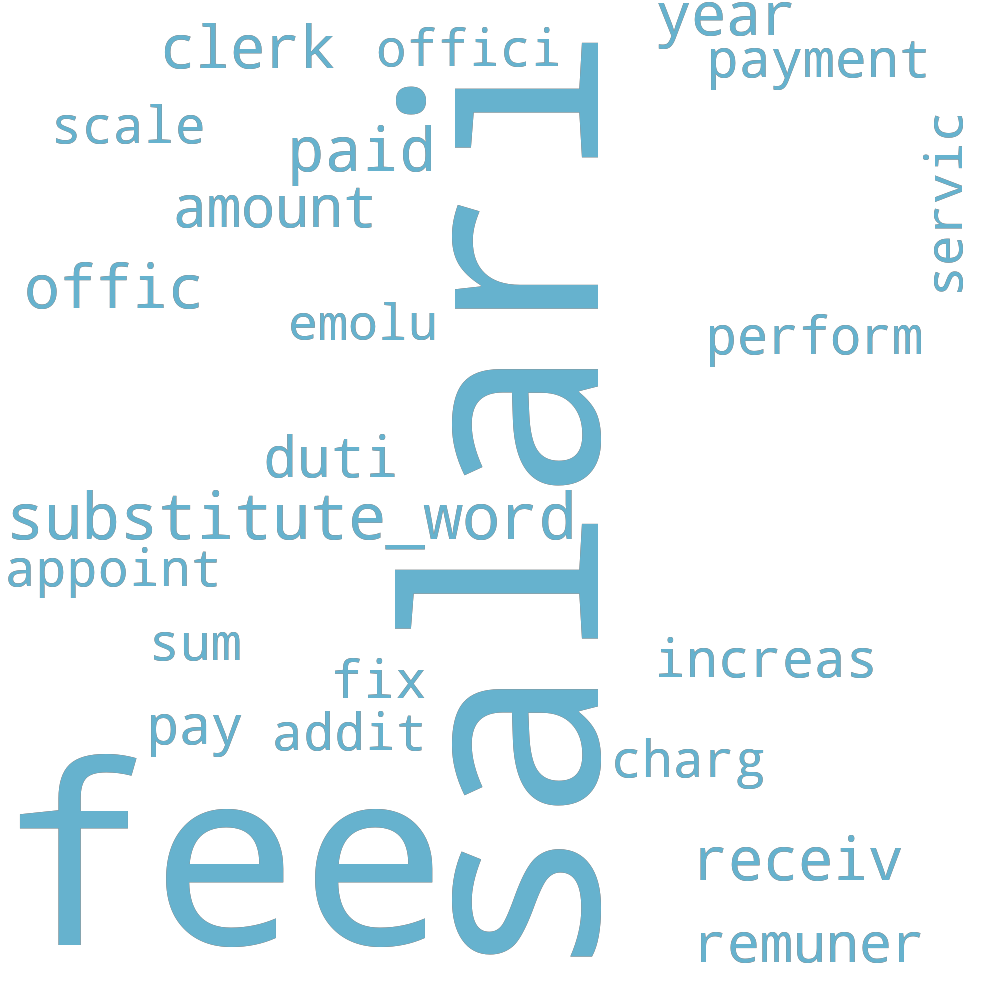 year
clerk
offici
payment
scale
paid
servic
amount
offic
emolu
perform
salari
duti
substitute_word
appoint
sum
fix
increas
pay
addit
charg
fee
receiv
remuner